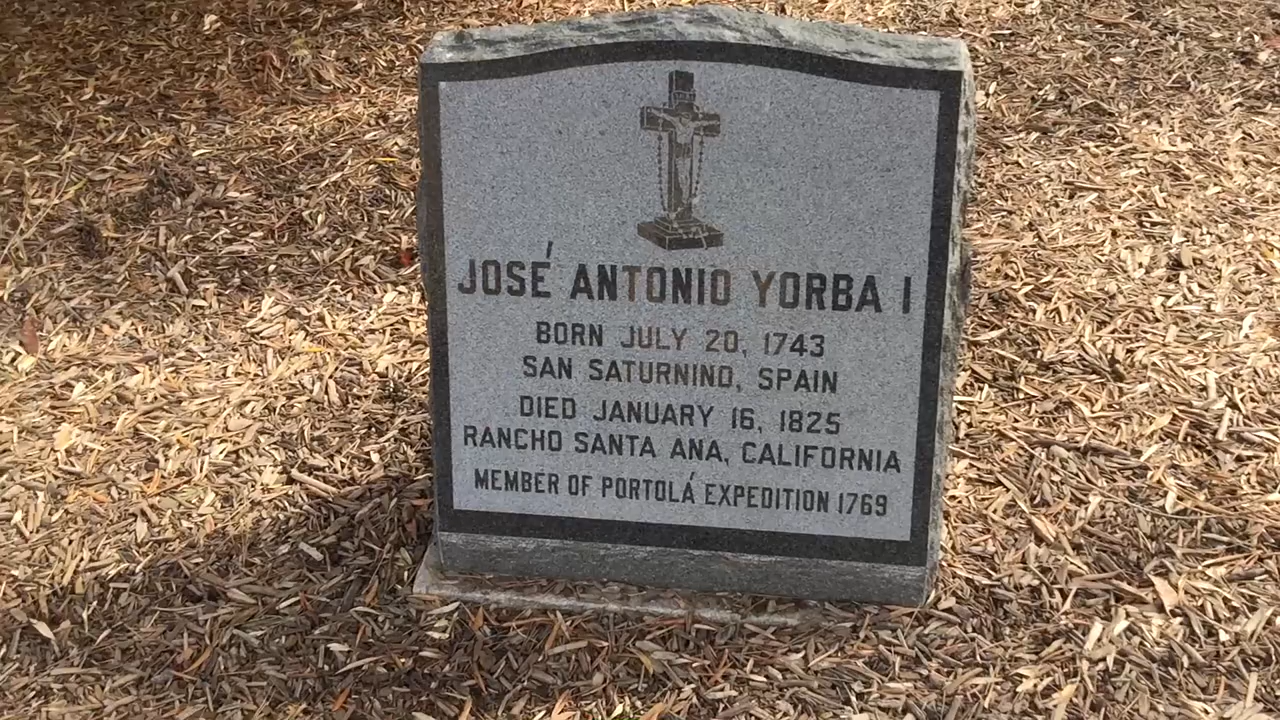 JOSÉ ANTONIO YORBA I
BORN JULY 20, 1743
SAN SATURNINO, SPAIN
DIED JANUARY 16, 1825
RANCHO SANTA ANA, CALIFORNIA
MEMBER OF PORTOLÁ EXPEDITION 1769